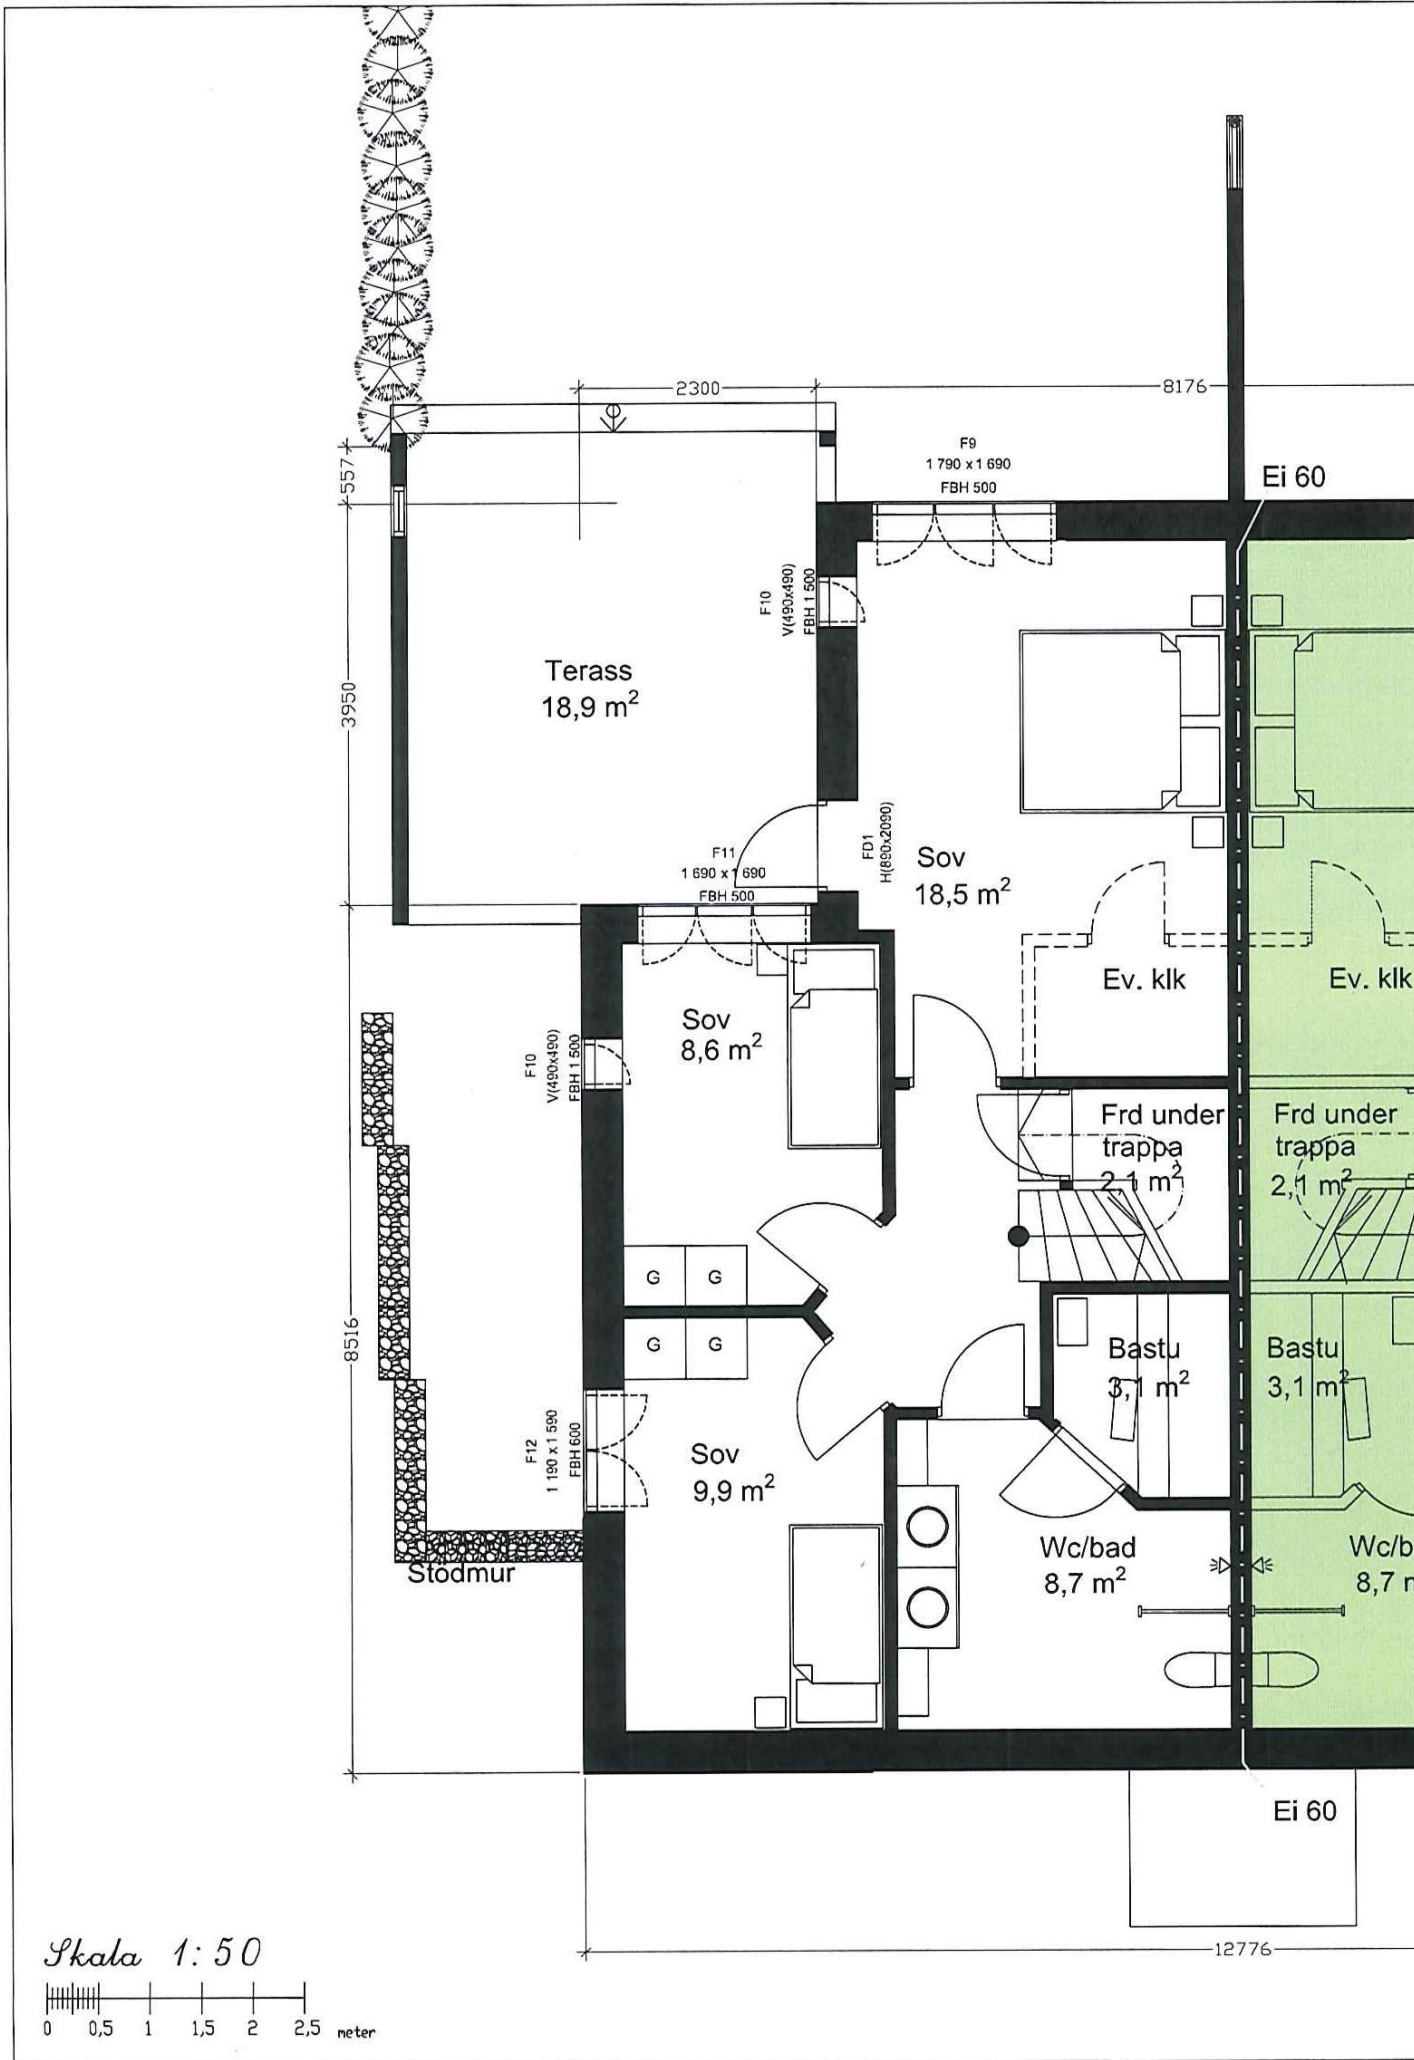 2300
8176
557
F9
1 790 x 1 690
FBH 500
Ei 60
F10
V(490x490)
FBH 1 500
Terass
18,9 m²
3950
FD1
H(890x2090)
F11
1 690 x 1 690
FBH 500
Sov
18,5 m²
Ev. klk
Ev. klk
Sov
8,6 m²
F10
V(490x490)
FBH 1 500
Frd under
trappa
2,1 m²
Frd under
trappa
2,1 m²
G G
G G
8516
Bastu
3,1 m²
Bastu
3,1 m²
F12
1 190 x 1 590
FBH 600
Sov
9,9 m²
Wc/bad
8,7 m²
Wc/b
8,7 m
Stödmur
Ei 60
12776
Skala 1:50
0 0,5 1 1,5 2 2,5 meter